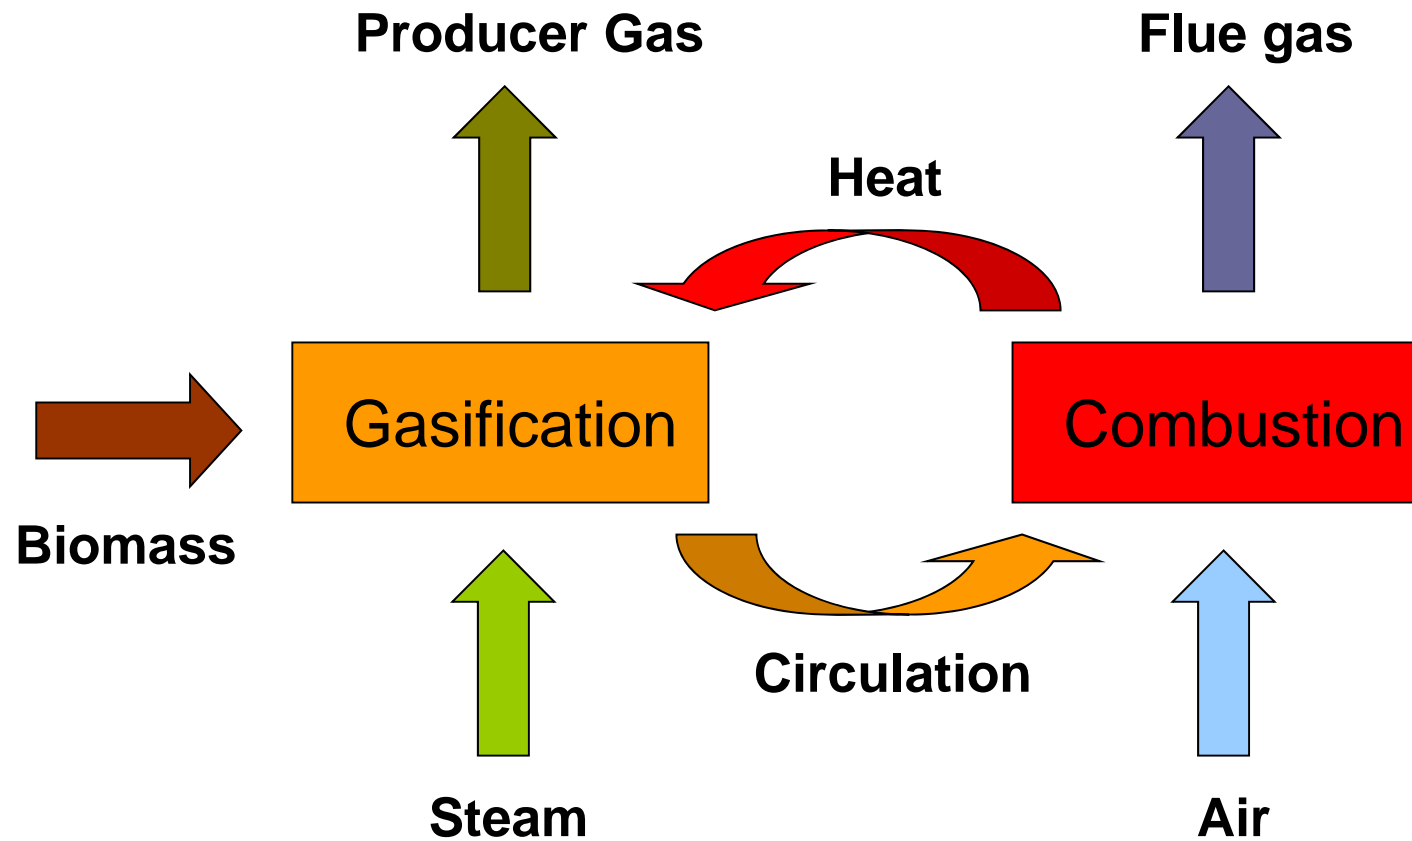 Producer Gas
Flue gas
Heat
Gasification
Combustion
Biomass
Circulation
Steam
Air